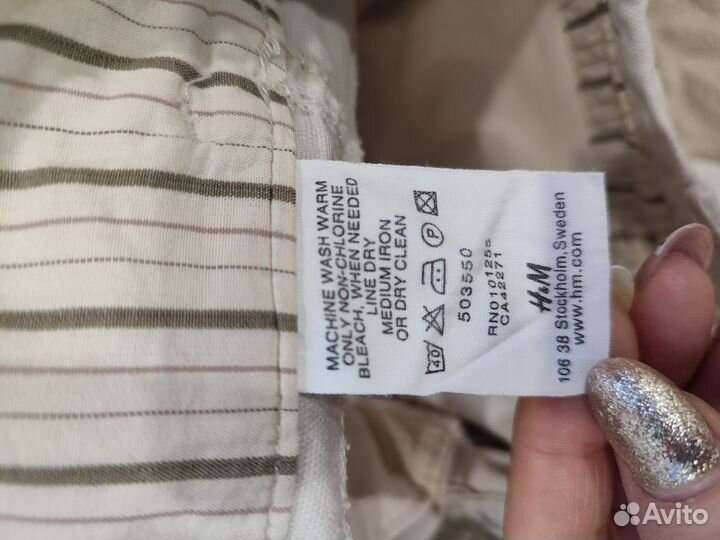 MACHINE WASH WARM
ONLY NON-CHLORINE
BLEACH, WHEN NEEDED
LINE DRY
MEDIUM IRON
OR DRY CLEAN
40 P
503550
RN0101255
CA42271
H&M
106 38 Stockholm, Sweden
www.hm.com
Avito